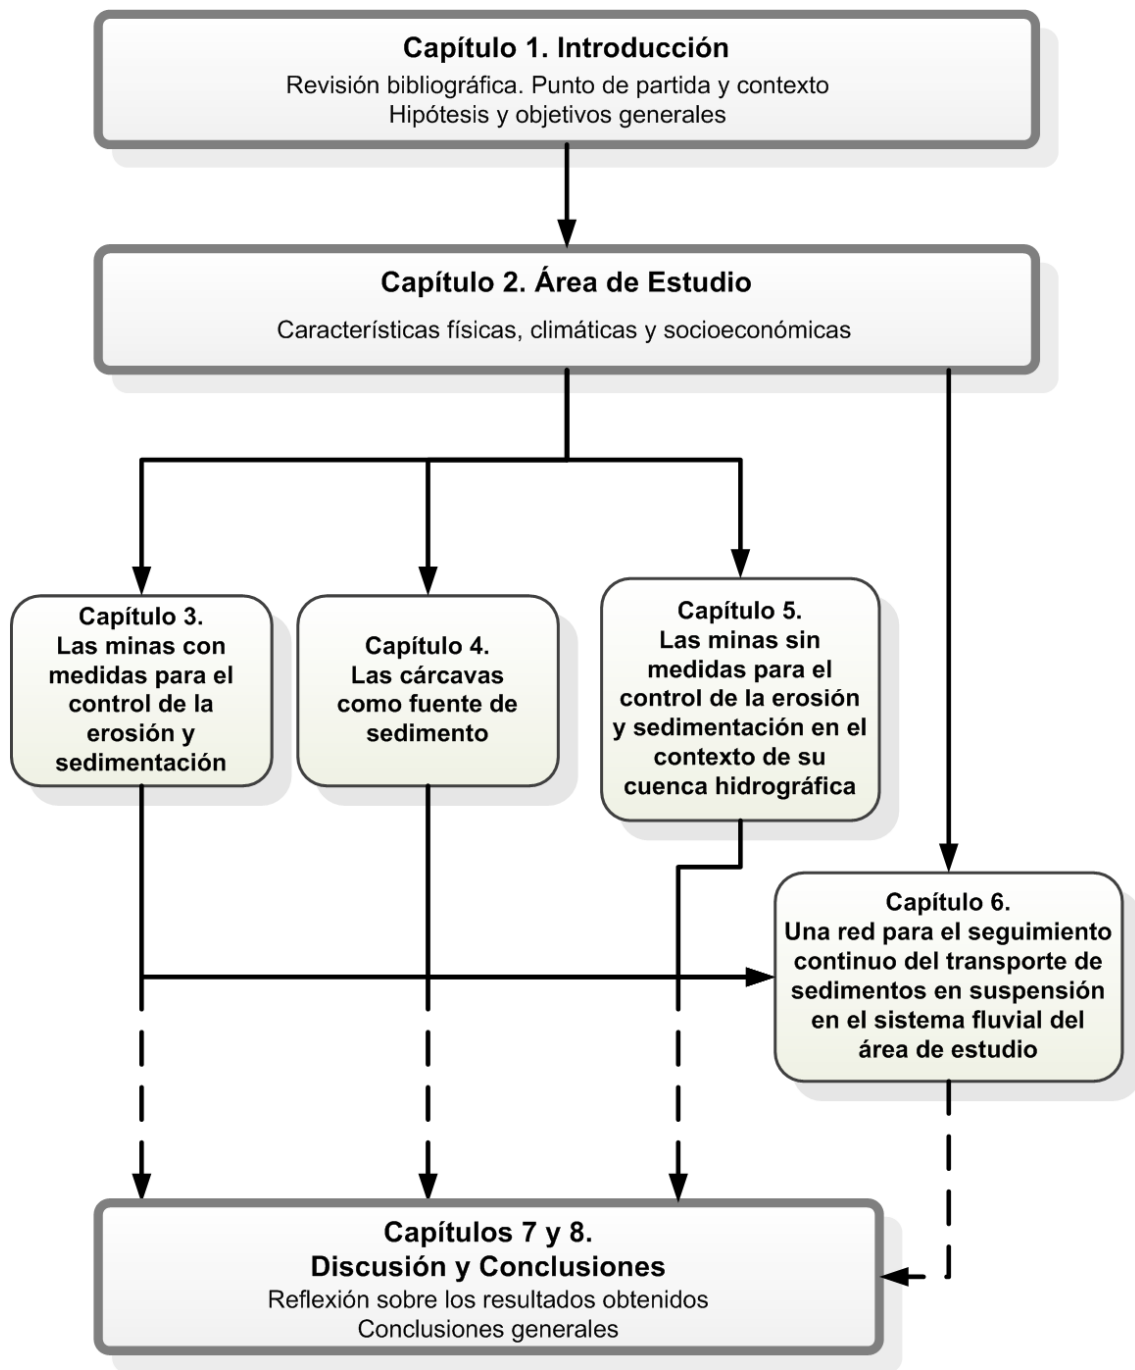 Capítulo 1. Introducción
Revisión bibliográfica. Punto de partida y contexto
Hipótesis y objetivos generales
Capítulo 2. Área de Estudio
Características físicas, climáticas y socioeconómicas
Capítulo 3.
Las minas con
medidas para el
control de la
erosión y
sedimentación
Capítulo 4.
Las cárcavas
como fuente de
sedimento
Capítulo 5.
Las minas sin
medidas para el
control de la erosión
y sedimentación en el
contexto de su
cuenca hidrográfica
Capítulo 6.
Una red para el seguimiento
continuo del transporte de
sedimentos en suspensión
en el sistema fluvial del
área de estudio
Capítulos 7 y 8.
Discusión y Conclusiones
Reflexión sobre los resultados obtenidos
Conclusiones generales